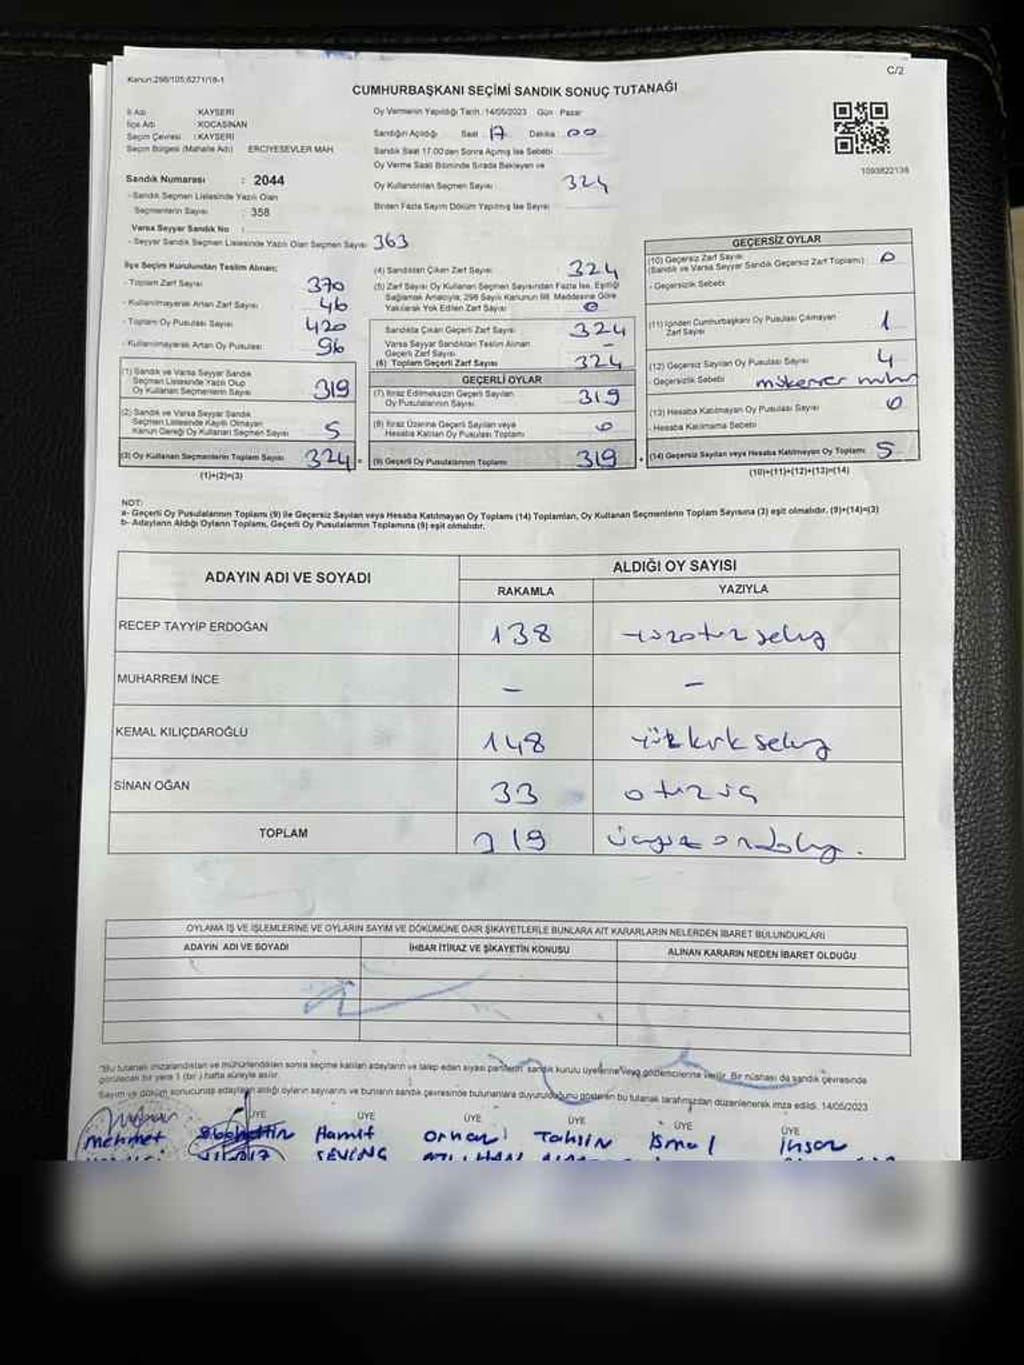 Kanun:298/105;6271/18-1
C/2
CUMHURBAŞKANI SEÇİMİ SANDIK SONUÇ TUTANAĞI
İl Adı KAYSERİ
İlçe Adı KOCASİNAN
Seçim Çevresi : KAYSERİ
Seçim Bölgesi (Mahalle Adı) ERCİYESEVLER MAH.
Sandık Numarası : 2044
- Sandık Seçmen Listesinde Yazılı Olan
Seçmenlerin Sayısı : 358
Varsa Seyyar Sandık No :
- Seyyar Sandık Seçmen Listesinde Yazılı Olan Seçmen Sayısı 363
Oy Vermenin Yapıldığı Tarih :14/05/2023 Gün : Pazar
Sandığın Açıldığı Saat 17 Dakika 00
Sandık Saat 17.00'den Sonra Açılmış İse Sebebi
Oy Verme Saati Bitiminde Sırada Bekleyen ve
Oy Kullandırılan Seçmen Sayısı 324
Birden Fazla Sayım Döküm Yapılmış İse Sayısı
1093822138
İlçe Seçim Kurulundan Teslim Alınan;
- Toplam Zarf Sayısı 370
- Kullanılmayarak Artan Zarf Sayısı 46
- Toplam Oy Pusulası Sayısı 420
- Kullanılmayarak Artan Oy Pusulası 96
(1) Sandık ve Varsa Seyyar Sandık
Seçmen Listesinde Yazılı Olup
Oy Kullanan Seçmenlerin Sayısı 319
(2) Sandık ve Varsa Seyyar Sandık
Seçmen Listesinde Kayıtlı Olmayan
Kanun Gereği Oy Kullanan Seçmen Sayısı 5
(3) Oy Kullanan Seçmenlerin Toplam Sayısı 324
(1)+(2)=(3)
(4) Sandıktan Çıkan Zarf Sayısı 324
(5) Zarf Sayısı Oy Kullanan Seçmen Sayısından Fazla İse, Eşitliği
Sağlamak Amacıyla; 298 Sayılı Kanunun 98. Maddesine Göre
Yakılarak Yok Edilen Zarf Sayısı 0
Sandıkta Çıkan Geçerli Zarf Sayısı 324
Varsa Seyyar Sandıktan Teslim Alınan
Geçerli Zarf Sayısı -
(6) Toplam Geçerli Zarf Sayısı 324
GEÇERLİ OYLAR
(7) İtiraz Edilmeksizin Geçerli Sayılan
Oy Pusulalarının Sayısı 319
(8) İtiraz Üzerine Geçerli Sayılan veya
Hesaba Katılan Oy Pusulası Toplamı 0
(9) Geçerli Oy Pusulalarının Toplamı 319
GEÇERSİZ OYLAR
(10) Geçersiz Zarf Sayısı 0
(Sandık ve Varsa Seyyar Sandık Geçersiz Zarf Toplamı)
- Geçersizlik Sebebi
(11) İçinden Cumhurbaşkanı Oy Pusulası Çıkmayan
Zarf Sayısı 1
(12) Geçersiz Sayılan Oy Pusulası Sayısı 4
- Geçersizlik Sebebi mükerrer mühür
(13) Hesaba Katılmayan Oy Pusulası Sayısı 0
- Hesaba Katılmama Sebebi
(14) Geçersiz Sayılan veya Hesaba Katılmayan Oy Toplamı 5
(10)+(11)+(12)+(13)=(14)
NOT:
a- Geçerli Oy Pusulalarının Toplamı (9) ile Geçersiz Sayılan veya Hesaba Katılmayan Oy Toplamı (14) Toplamları, Oy Kullanan Seçmenlerin Toplam Sayısına (3) eşit olmalıdır. (9)+(14)=(3)
b- Adayların Aldığı Oyların Toplamı, Geçerli Oy Pusulalarının Toplamına (9) eşit olmalıdır.
ADAYIN ADI VE SOYADI
ALDIĞI OY SAYISI
RAKAMLA YAZIYLA
RECEP TAYYİP ERDOĞAN 138 yüzotuz sekiz
MUHARREM İNCE - -
KEMAL KILIÇDAROĞLU 148 yüzkırk sekiz
SİNAN OĞAN 33 otuz üç
TOPLAM 319 üçyüz ondokuz.
OYLAMA İŞ VE İŞLEMLERİNE VE OYLARIN SAYIM VE DÖKÜMÜNE DAİR ŞİKAYETLERLE BUNLARA AİT KARARLARIN NELERDEN İBARET BULUNDUKLARI
ADAYIN ADI VE SOYADI İHBAR İTİRAZ VE ŞİKAYETİN KONUSU ALINAN KARARIN NEDEN İBARET OLDUĞU
"Bu tutanak imzalandıktan ve mühürlendikten sonra seçime katılan adayların ve talep eden siyasi partilerin sandık kurulu üyelerine/veya gözlemcilerine verilir. Bir nüshası da sandık çevresinde
görülecek bir yere 1 (bir) hafta süreyle asılır.
Sayım ve döküm sonucunda adayların aldığı oyların sayılarını ve bunların sandık çevresinde bulunanlara duyurulduğunu gösteren bu tutanak tarafımızdan düzenlenerek imza edildi. 14/05/2023
ÜYE ÜYE ÜYE ÜYE ÜYE ÜYE
Mehmet Hamit Orhan Tahsin İsmail İhsan
SEVİNG